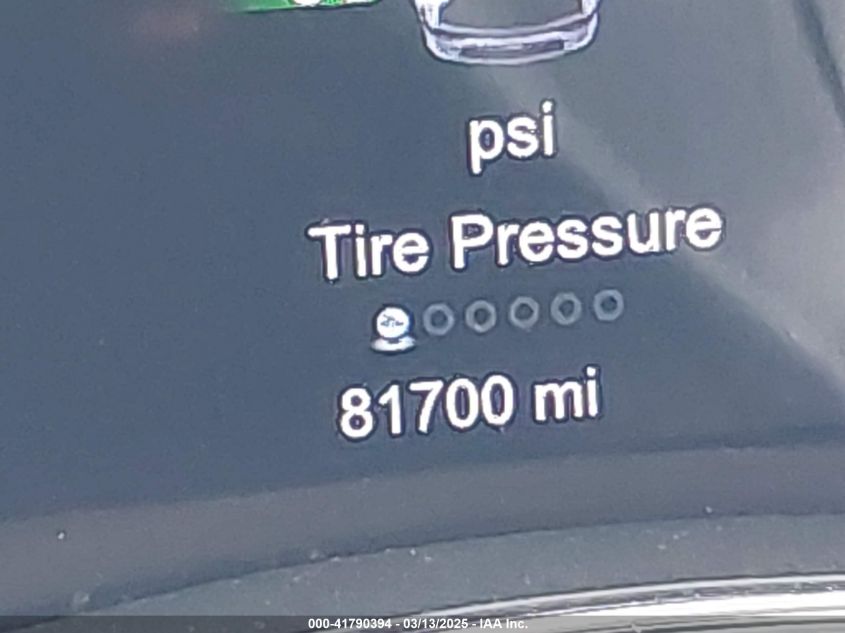 psi
Tire Pressure
81700 mi
000-41790394 - 03/13/2025 - IAA Inc.